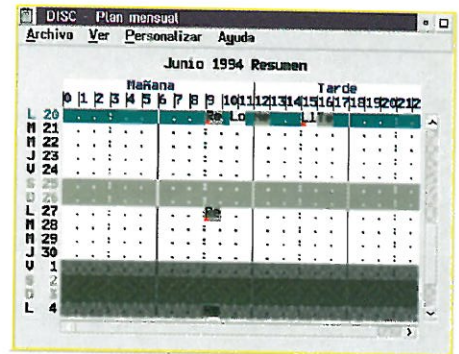 DISC - Plan mensual
Archivo Ver Personalizar Ayuda
Junio 1994 Resumen
Mañana Tarde
0 1 2 3 4 5 6 7 8 9 10 11 12 13 14 15 16 17 18 19 20 21 2
L 20 Lo
M 21
M 22
J 23
V 24
S 25
D 26
L 27 Re
M 28
M 29
J 30
V 1
S 2
D 3
L 4